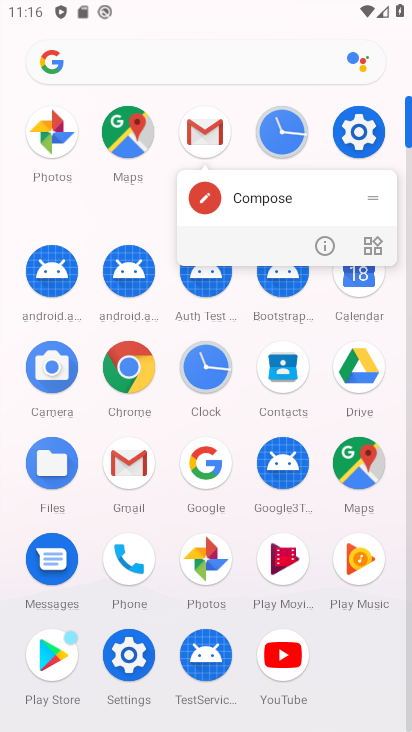 11:16
Photos
Maps
Compose
android.a...
android.a...
Auth Test ...
Bootstrap...
18
Calendar
Camera
Chrome
Clock
Contacts
Drive
Files
Gmail
Google
Google3T...
Maps
Messages
Phone
Photos
Play Movi...
Play Music
Play Store
Settings
TestServic...
YouTube